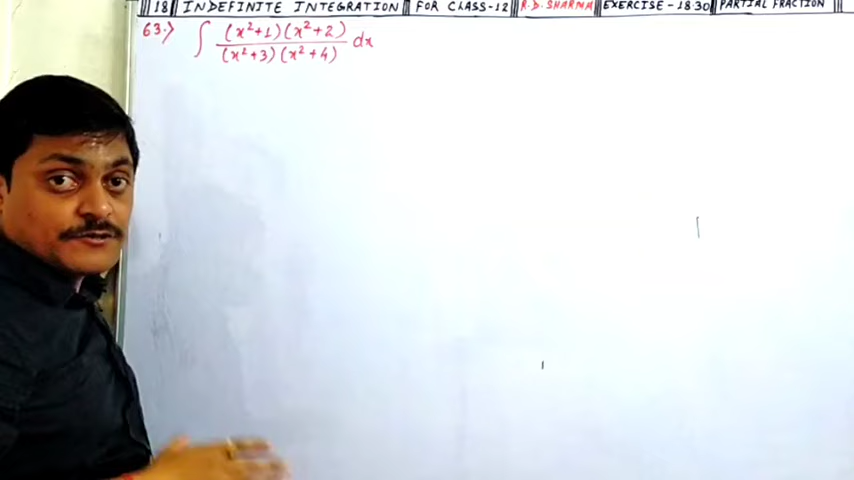 18 INDEFINITE INTEGRATION FOR CLASS-12 R.D. SHARMA EXERCISE-18.30 PARTIAL FRACTION
63.> ∫ (x²+1)(x²+2) / (x²+3)(x²+4) dx